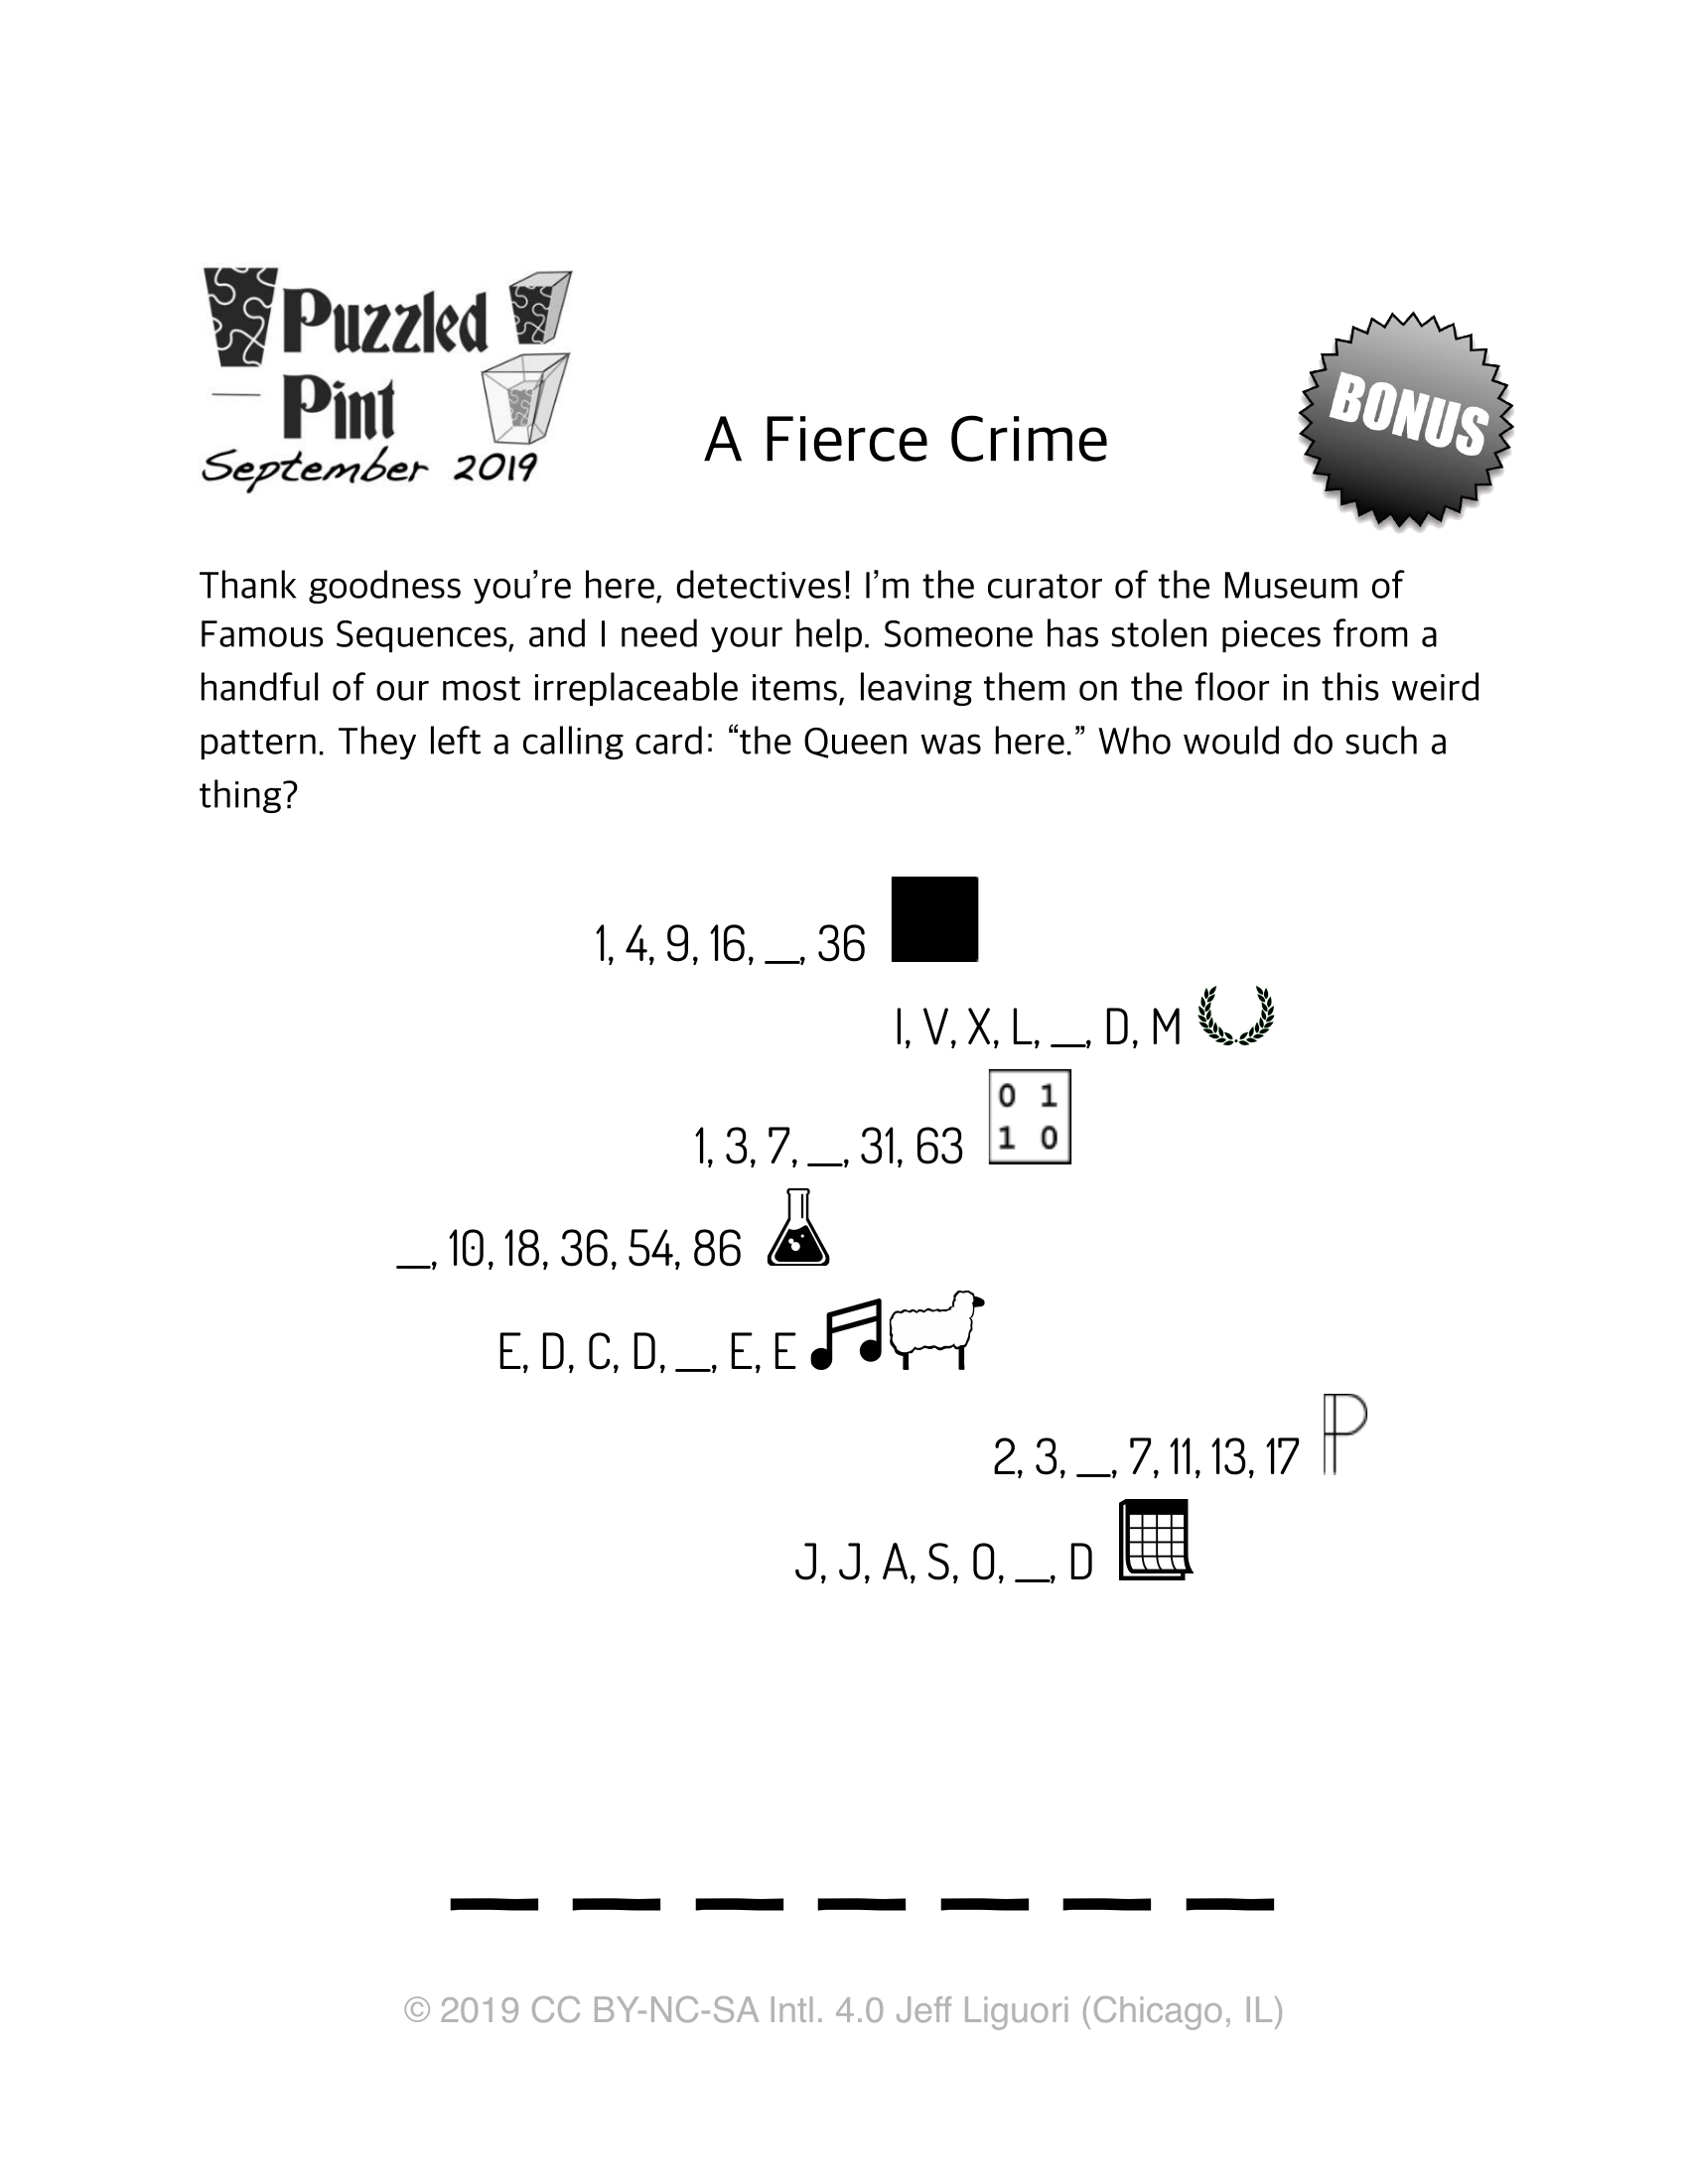 Puzzled
Pint
September 2019
A Fierce Crime
BONUS
Thank goodness you’re here, detectives! I’m the curator of the Museum of
Famous Sequences, and I need your help. Someone has stolen pieces from a
handful of our most irreplaceable items, leaving them on the floor in this weird
pattern. They left a calling card: “the Queen was here.” Who would do such a
thing?
1, 4, 9, 16, __, 36
I, V, X, L, __, D, M
0 1
1 0
1, 3, 7, __, 31, 63
__, 10, 18, 36, 54, 86
E, D, C, D, __, E, E
2, 3, __, 7, 11, 13, 17 ℙ
J, J, A, S, O, __, D
© 2019 CC BY-NC-SA Intl. 4.0 Jeff Liguori (Chicago, IL)